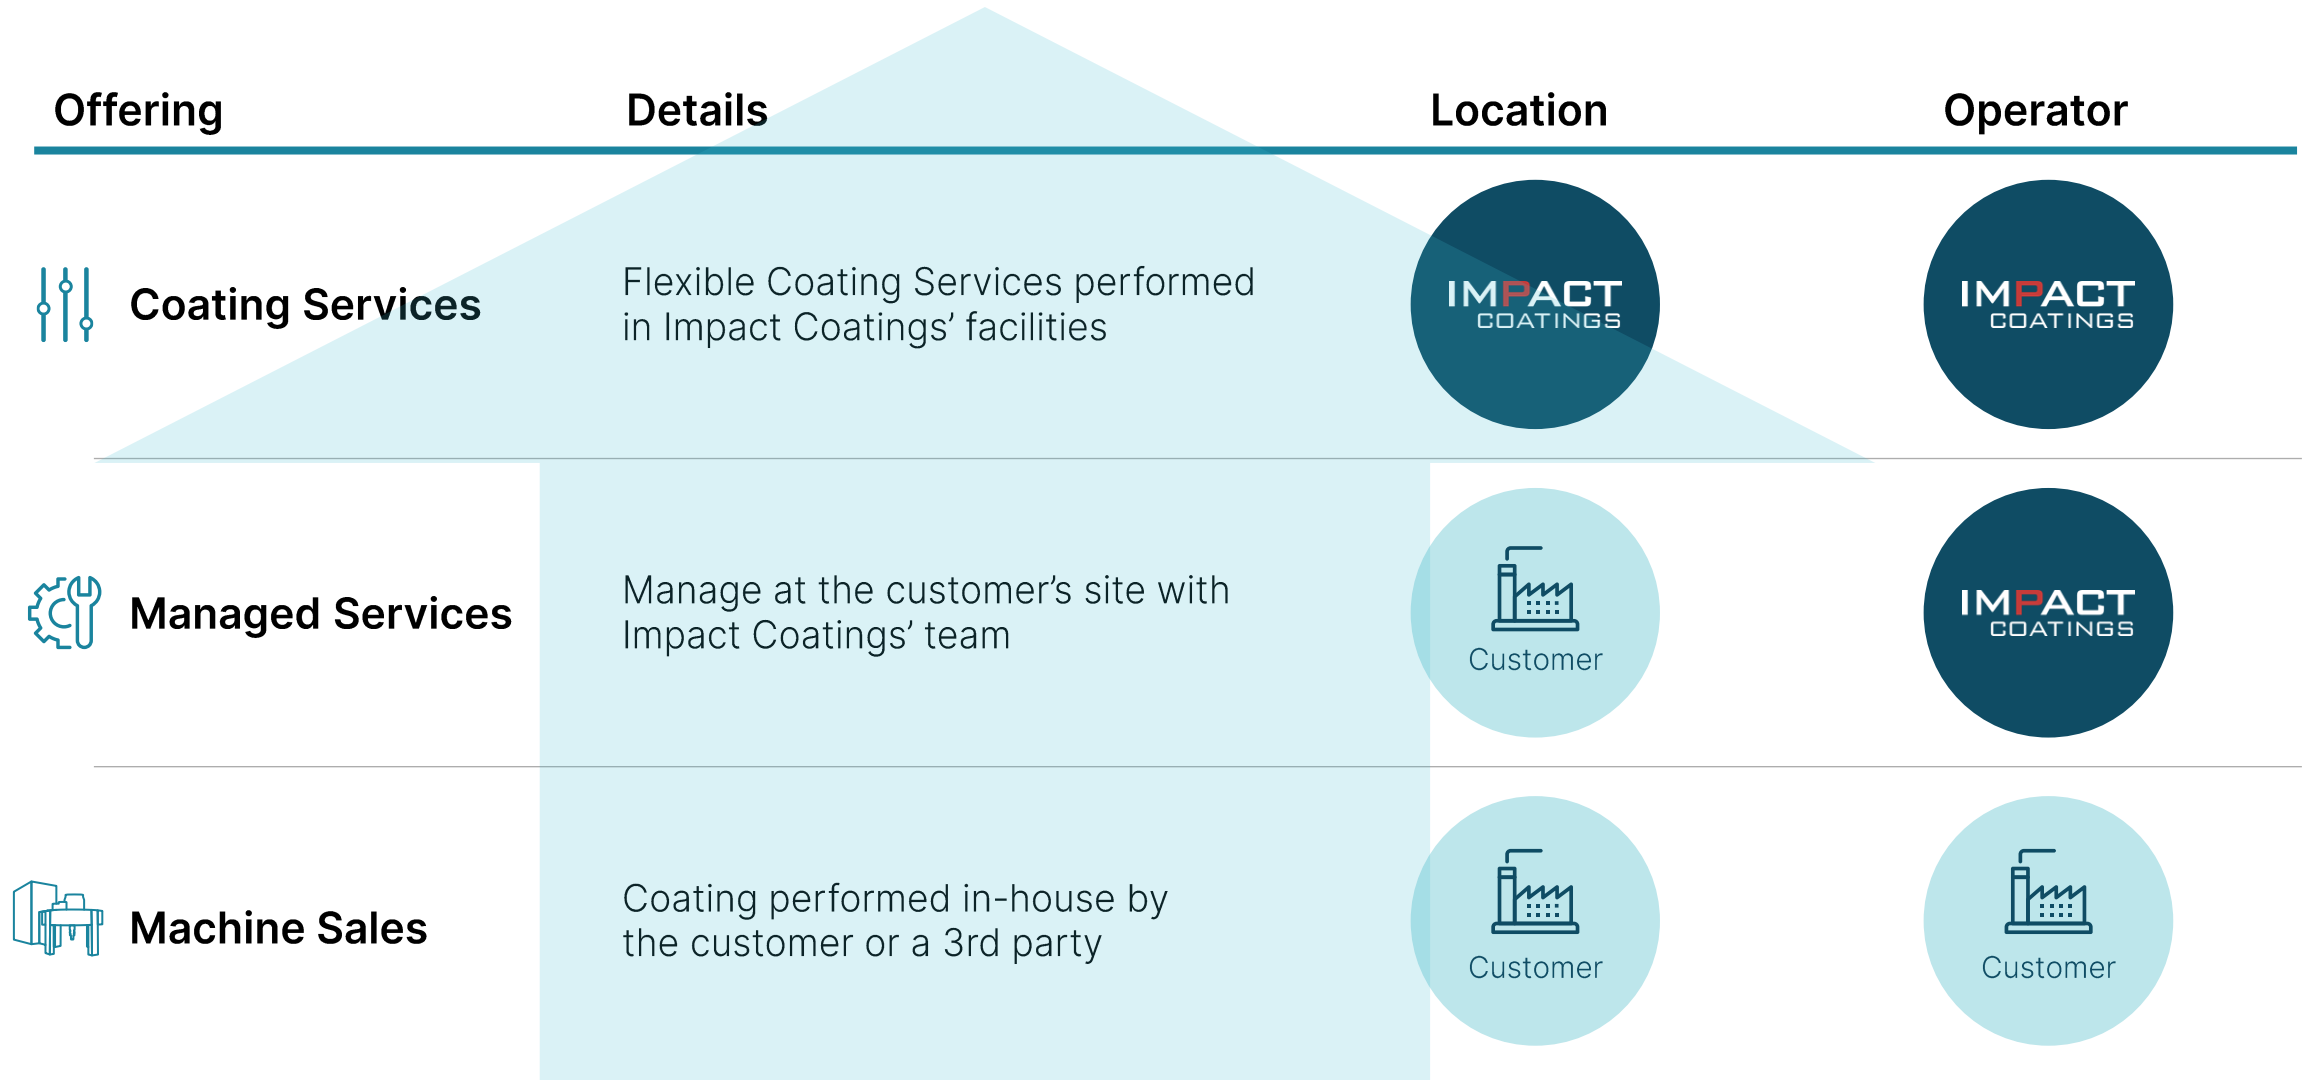 Offering Details Location Operator
Coating Services
Flexible Coating Services performed
in Impact Coatings’ facilities
IMPACT
COATINGS
IMPACT
COATINGS
Managed Services
Manage at the customer’s site with
Impact Coatings’ team
Customer
IMPACT
COATINGS
Machine Sales
Coating performed in-house by
the customer or a 3rd party
Customer
Customer